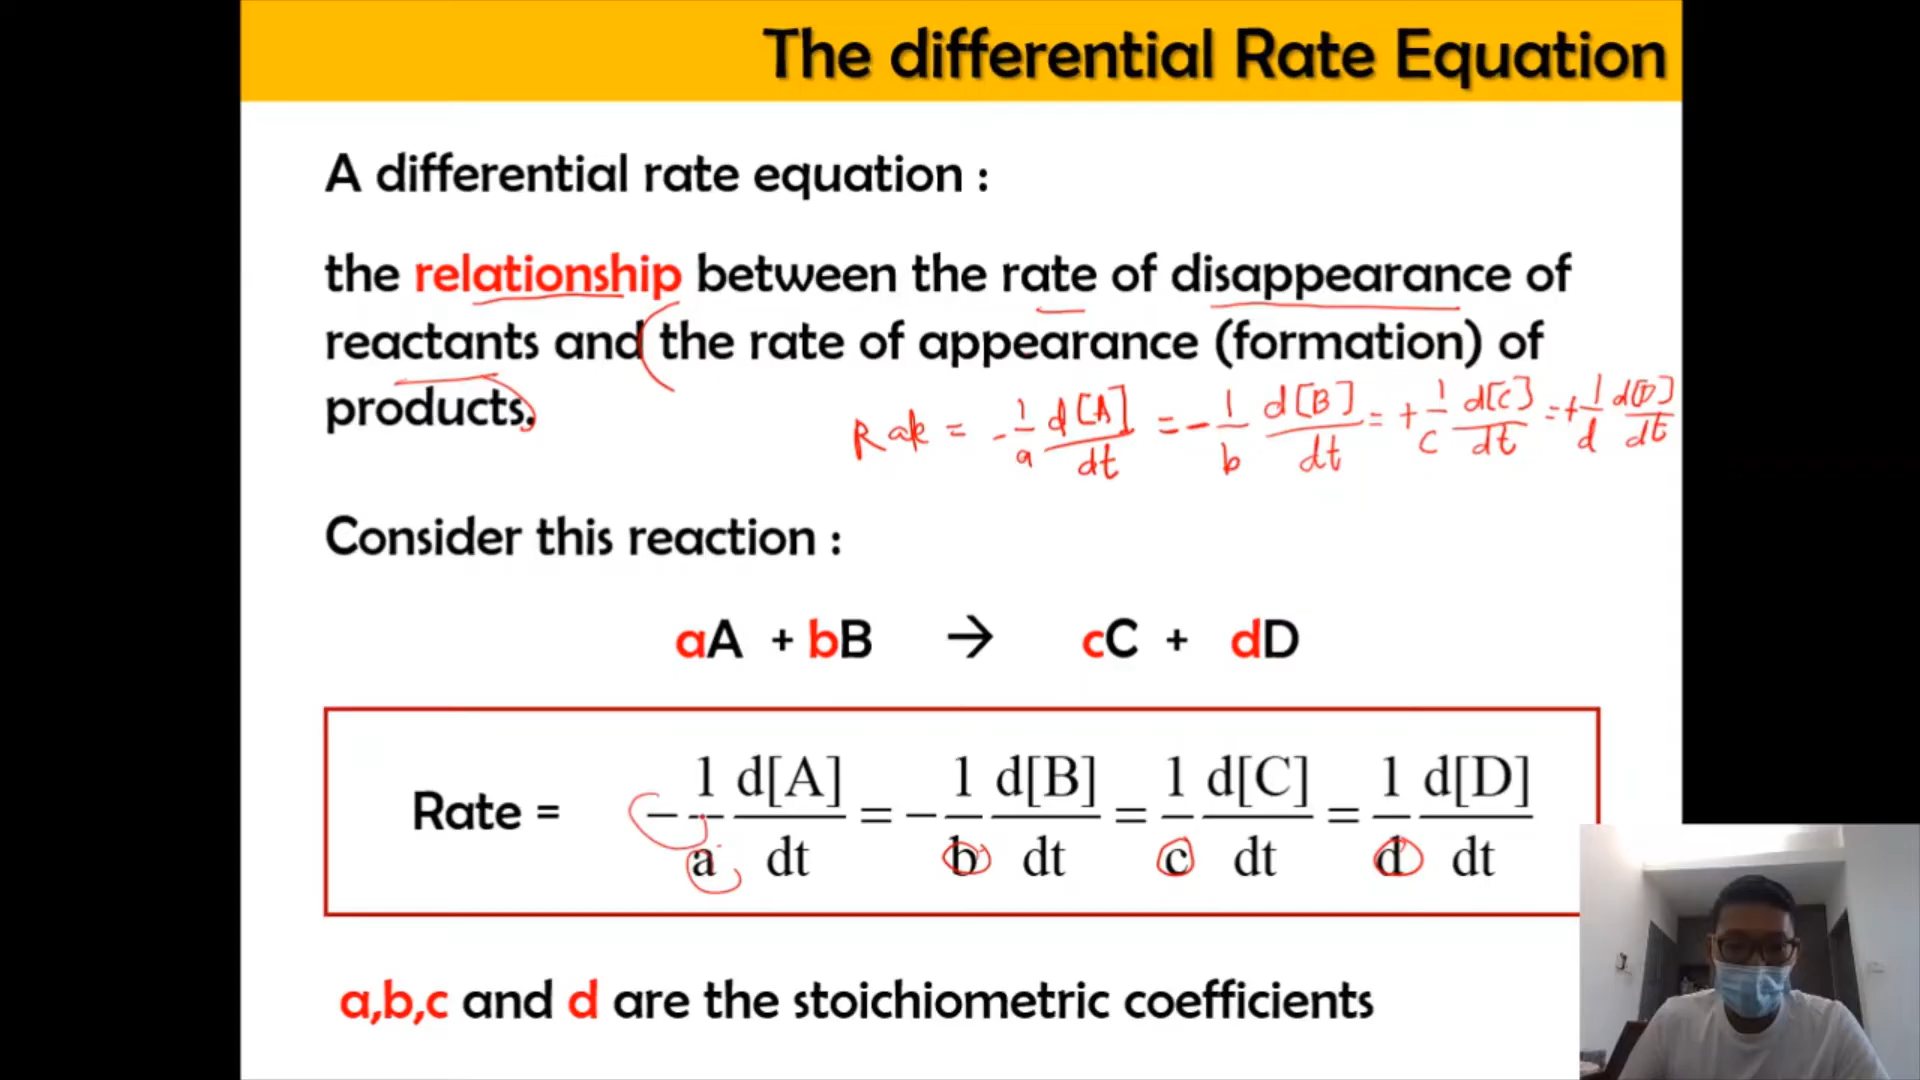 The differential Rate Equation
A differential rate equation :
the relationship between the rate of disappearance of
reactants and the rate of appearance (formation) of
products.
Rate = - 1/a d[A]/dt = - 1/b d[B]/dt = + 1/c d[C]/dt = + 1/d d[D]/dt
Consider this reaction :
aA + bB → cC + dD
Rate = - 1/a d[A]/dt = - 1/b d[B]/dt = 1/c d[C]/dt = 1/d d[D]/dt
a,b,c and d are the stoichiometric coefficients